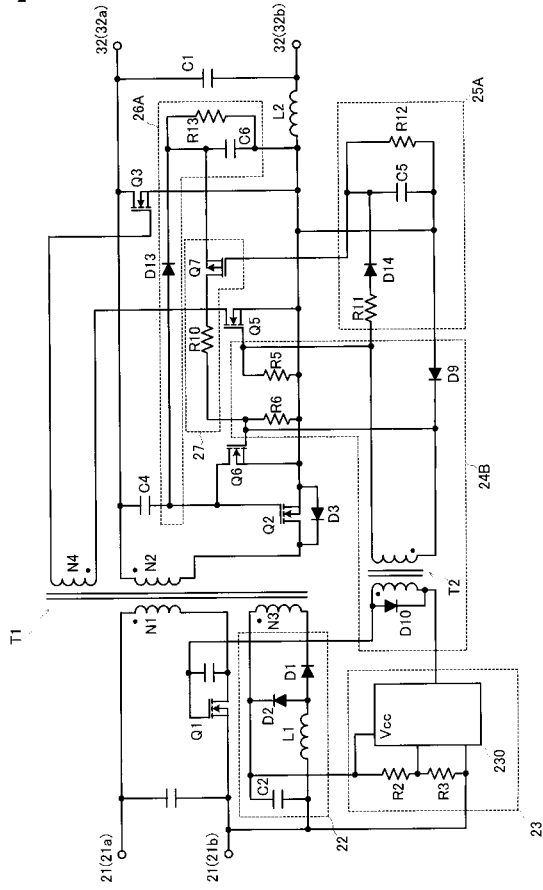 32(32a)
32(32b)
C1
26A
R13
C6
L2
Q3
25A
R12
C5
D13
Q7
D14
R11
R10
Q5
R5
R6
27
Q6
D9
C4
Q2
D3
24B
N4
N2
T1
N1
N3
T2
D10
Q1
D1
D2
L1
C2
Vcc
R2
R3
230
22
23
21(21a)
21(21b)